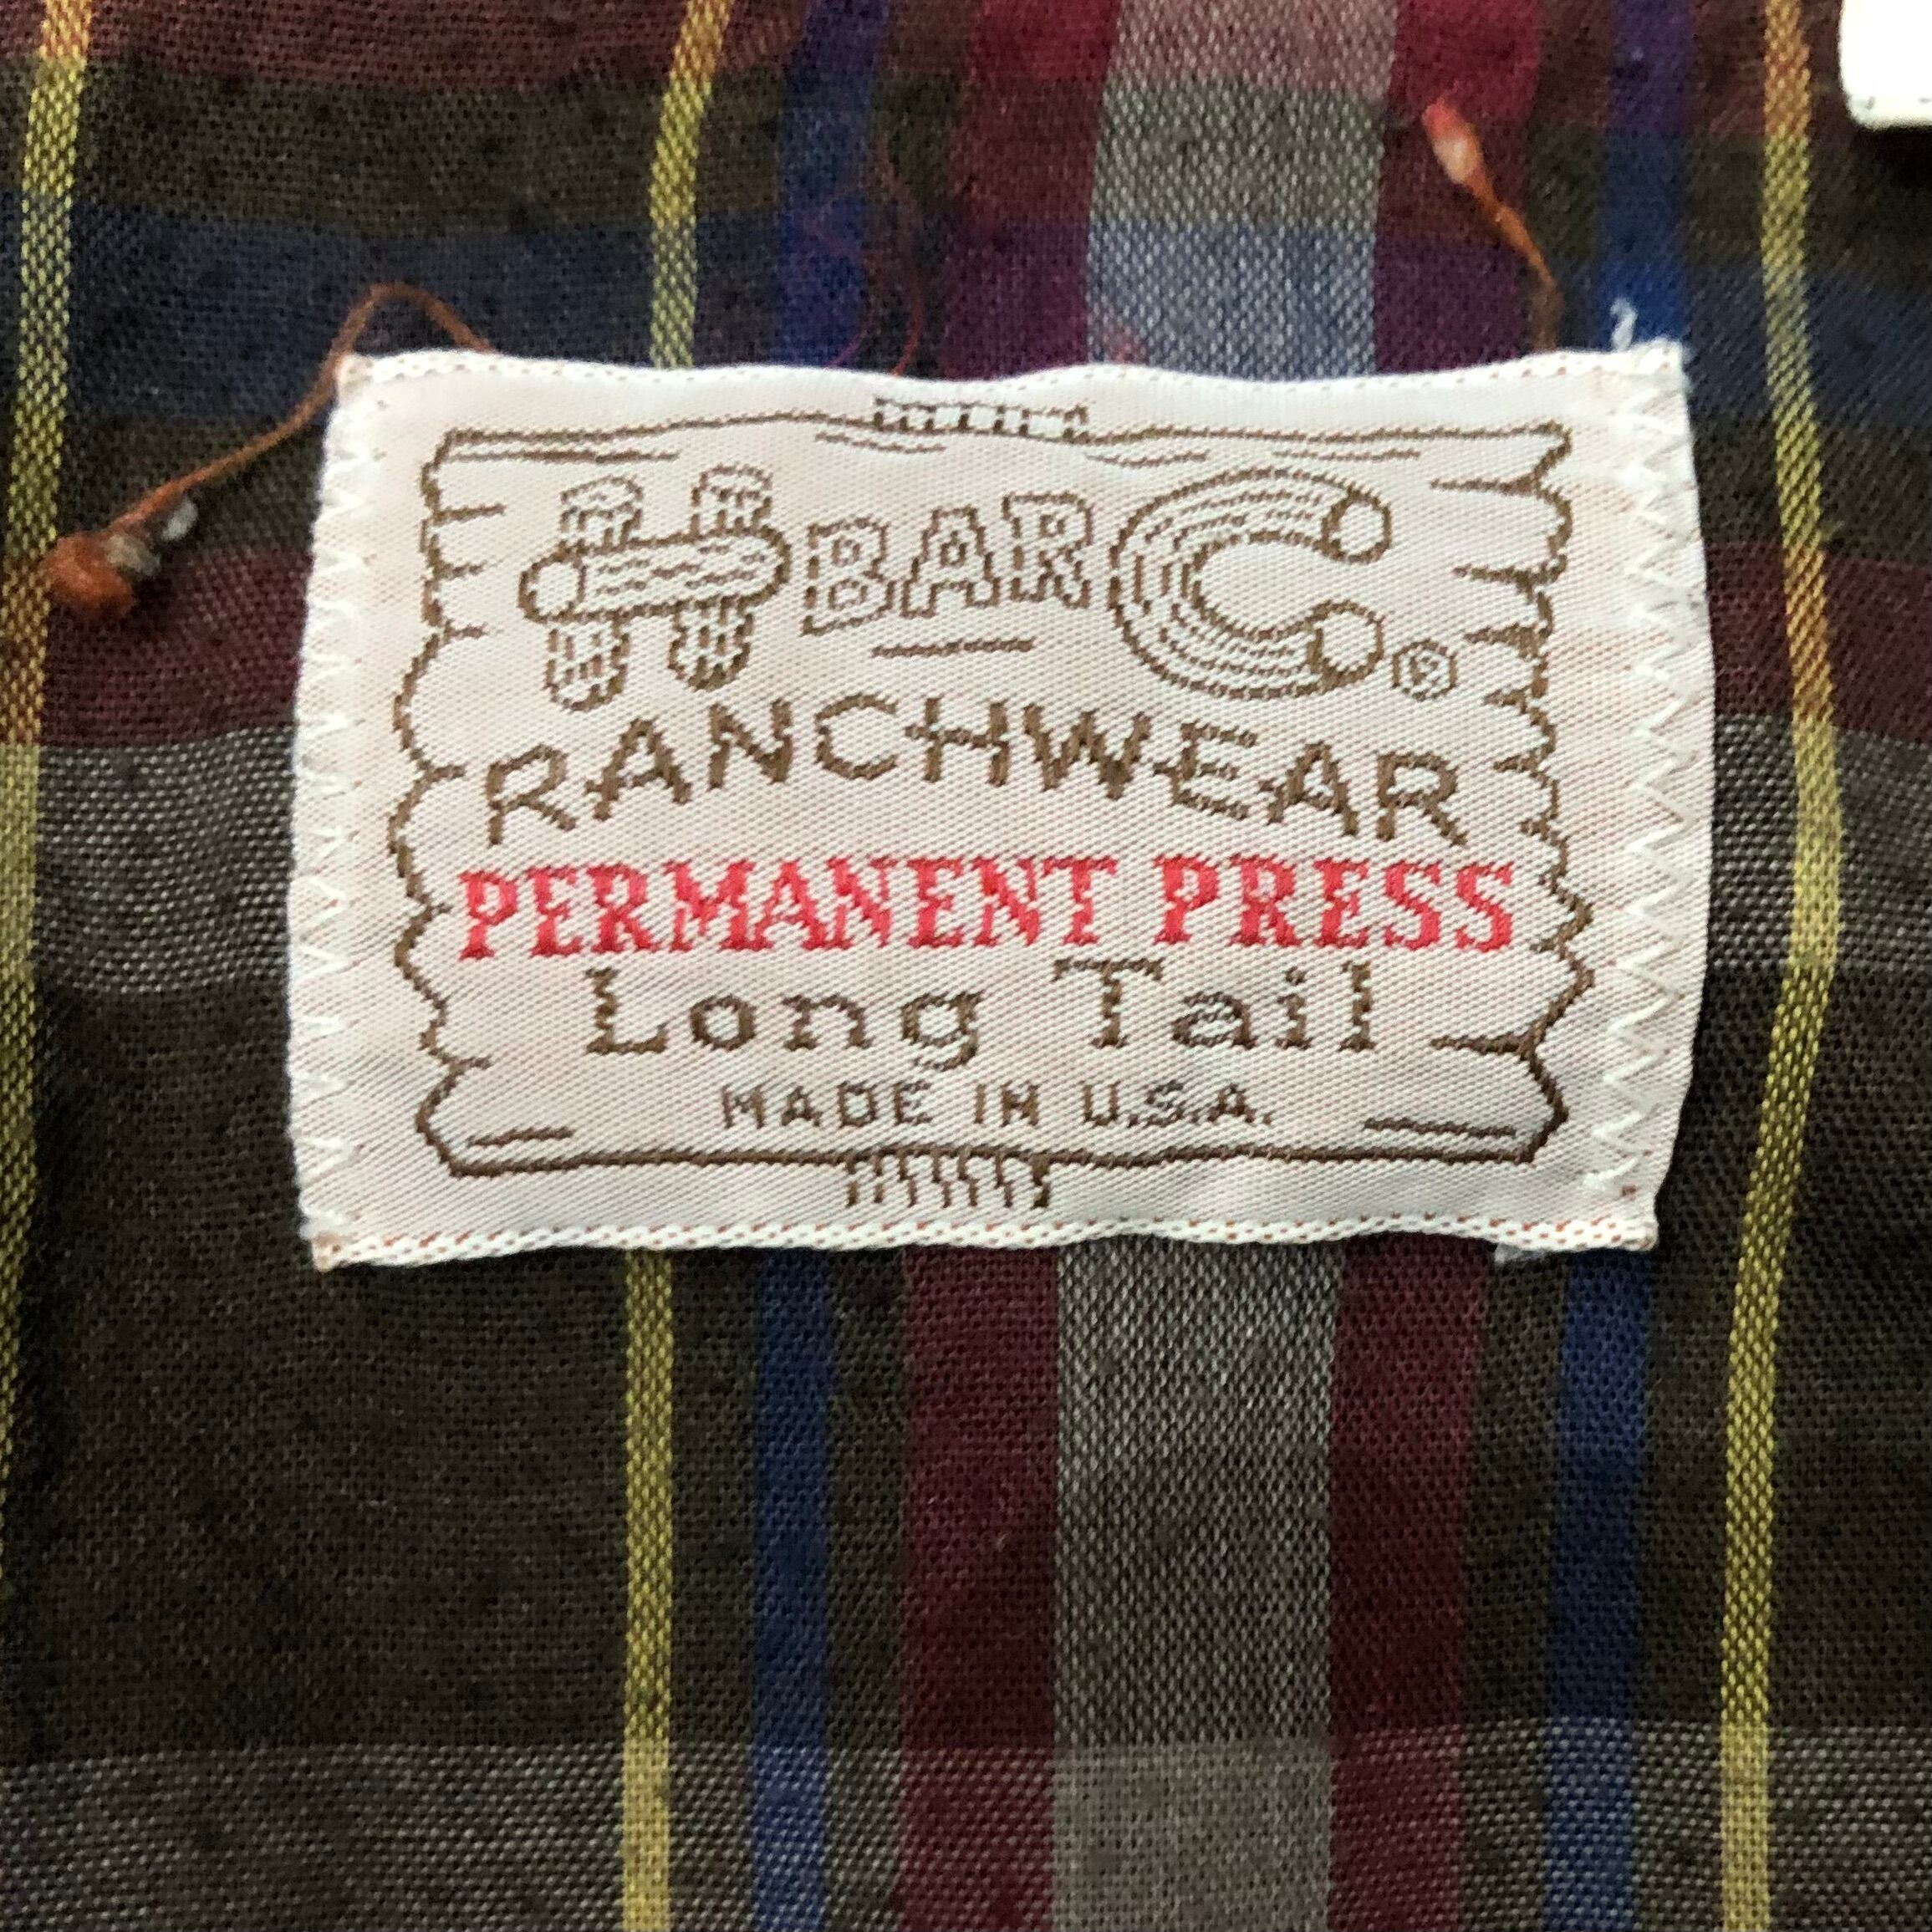 H BAR C. ®
RANCHWEAR
PERMANENT PRESS
Long Tail
MADE IN U.S.A.